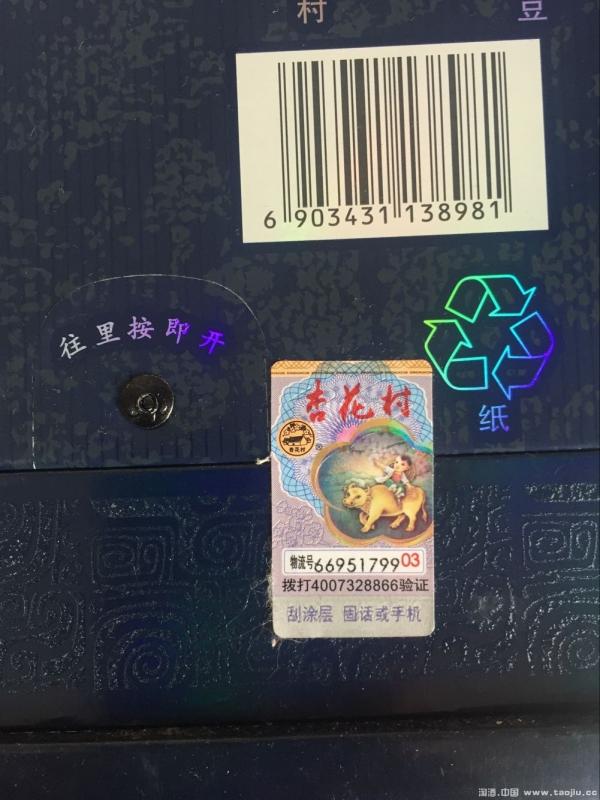 村 豆
6 903431 138981
往里按即开
纸
杏花村
杏花村
物流号6695179903
拨打4007328866验证
刮涂层 固话或手机
淘酒.中国 www.taojiu.cc